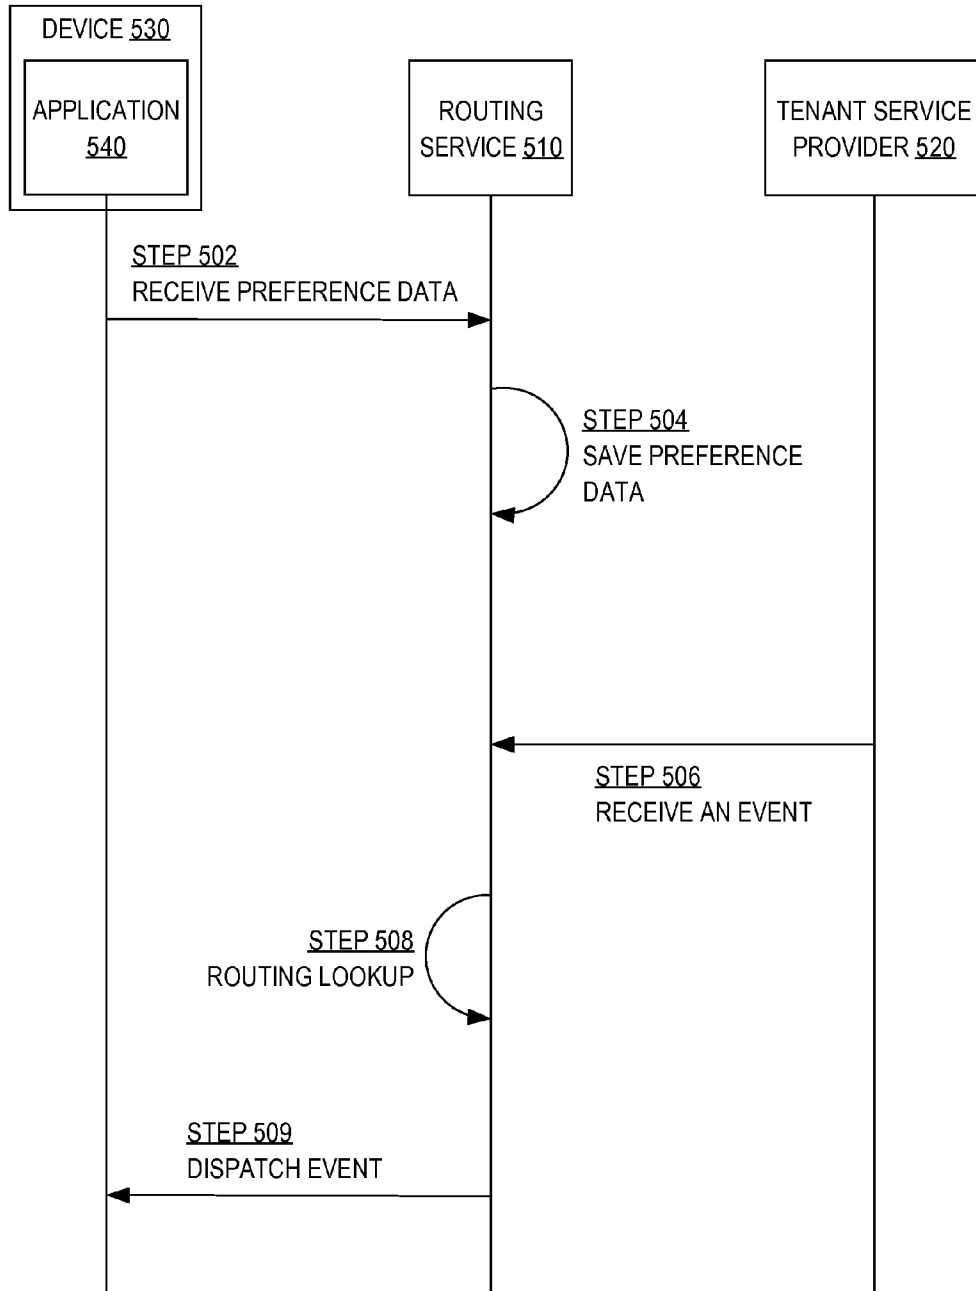 DEVICE 530
APPLICATION
540
ROUTING
SERVICE 510
TENANT SERVICE
PROVIDER 520
STEP 502
RECEIVE PREFERENCE DATA
STEP 504
SAVE PREFERENCE
DATA
STEP 506
RECEIVE AN EVENT
STEP 508
ROUTING LOOKUP
STEP 509
DISPATCH EVENT